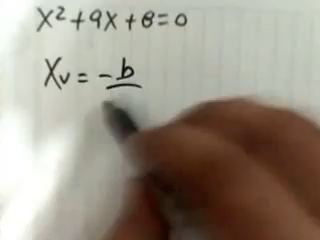 x²+9x+8=0
Xv = -b